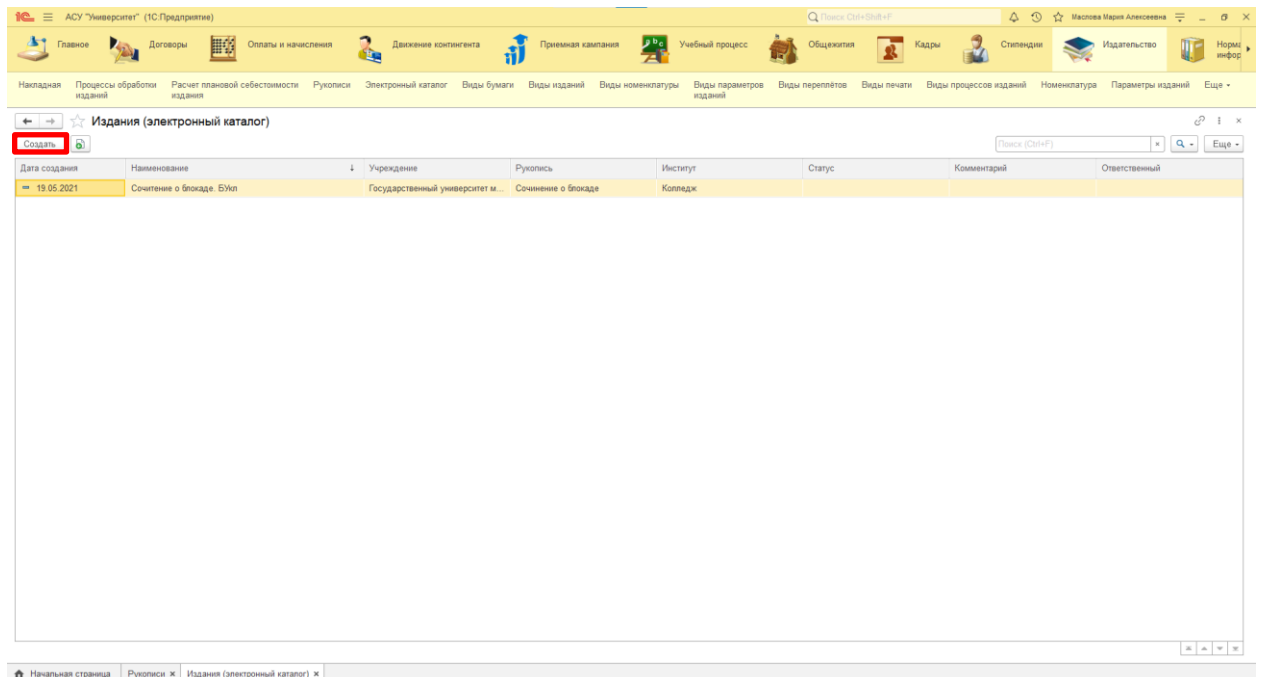 1С АСУ "Университет" (1С:Предприятие) Поиск Ctrl+Shift+F Маслова Мария Алексеевна
Главное Договоры Оплаты и начисления Движение контингента Приемная кампания Учебный процесс Общежития Кадры Стипендии Издательство Норма
инфор
Накладная Процессы обработки Расчет плановой себестоимости Рукописи Электронный каталог Виды бумаги Виды изданий Виды номенклатуры Виды параметров Виды переплётов Виды печати Виды процессов изданий Номенклатура Параметры изданий Еще
изданий издания изданий
Издания (электронный каталог)
Создать Поиск (Ctrl+F) × Еще
Дата создания Наименование ↓ Учреждение Рукопись Институт Статус Комментарий Ответственный
19.05.2021 Сочитение о блокаде. БУкл Государственный университет м... Сочинение о блокаде Колледж
Начальная страница Рукописи × Издания (электронный каталог) ×